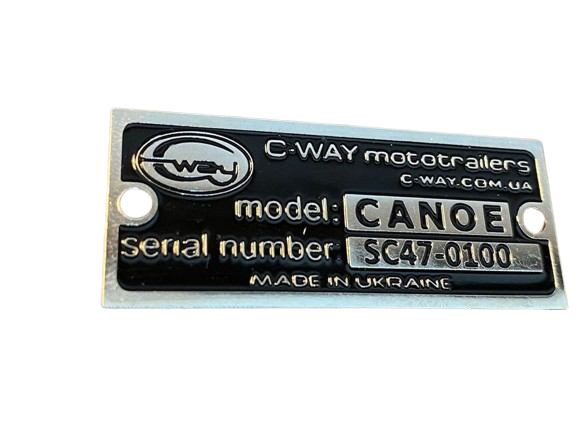 C-way
C-WAY mototrailers
C-WAY.COM.UA
model: CANOE
serial number: SC47-0100
MADE IN UKRAINE